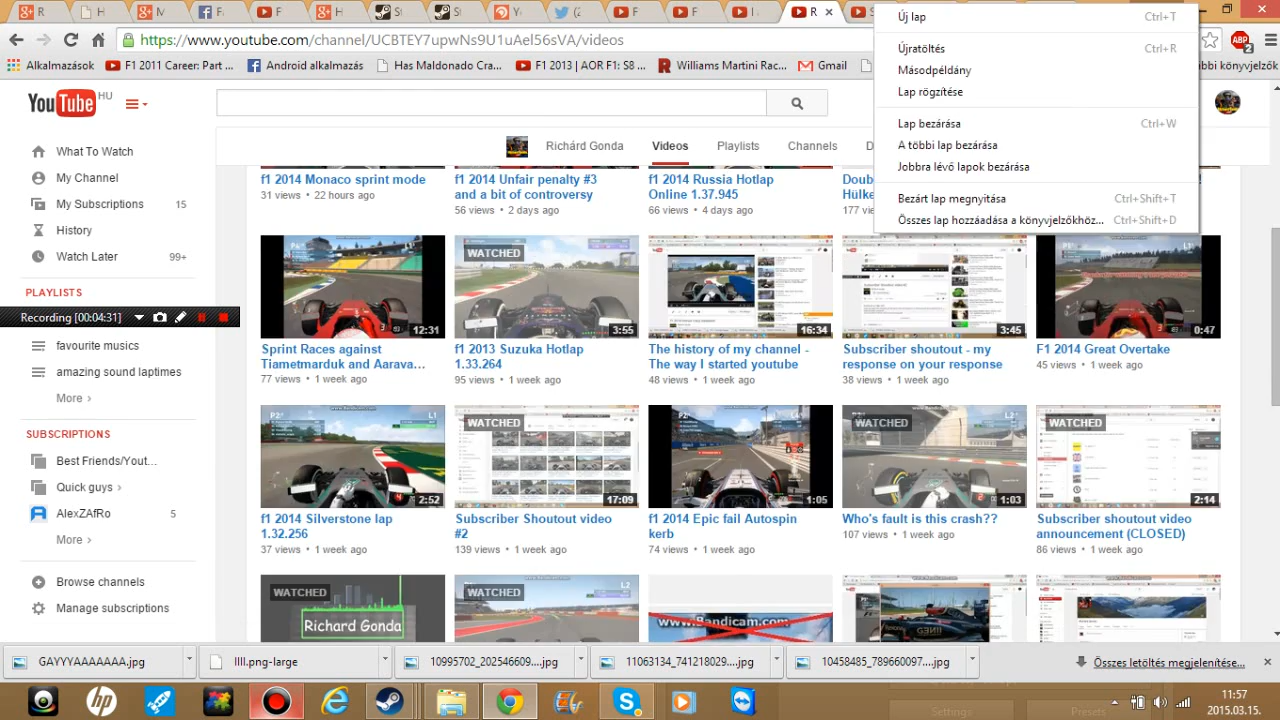 Új lap Ctrl+T
https://www.youtube.com/channel/UCBTEY7upvNs9U1uAel56sVA/videos
ABP 2
Újratöltés Ctrl+R
Alkalmazások
F1 2011 Career: Part ...
Android alkalmazás
Has Maldonado Cra...
F1 2013 | AOR F1: S8 ...
Williams Martini Rac...
Gmail
Másodpéldány
Lap rögzítése
Lap bezárása Ctrl+W
A többi lap bezárása
Jobbra lévő lapok bezárása
Bezárt lap megnyitása Ctrl+Shift+T
Összes lap hozzáadása a könyvjelzőkhöz... Ctrl+Shift+D
YouTube HU
Richárd Gonda Videos Playlists Channels
What To Watch
My Channel
My Subscriptions 15
History
Watch Later 99+
PLAYLISTS
Recording [00:04:31]
favourite musics
amazing sound laptimes
More ›
SUBSCRIPTIONS
Best Friends/Yout...
Quick guys ›
AlexZAfRo 5
More ›
Browse channels
Manage subscriptions
f1 2014 Monaco sprint mode
31 views • 22 hours ago
f1 2014 Unfair penalty #3
and a bit of controversy
56 views • 2 days ago
f1 2014 Russia Hotlap
Online 1.37.945
66 views • 4 days ago
12:31
Sprint Races against
Tiametmarduk and Aarava...
77 views • 1 week ago
WATCHED
3:55
f1 2013 Suzuka Hotlap
1.33.264
95 views • 1 week ago
16:34
The history of my channel -
The way I started youtube
48 views • 1 week ago
3:45
Subscriber shoutout - my
response on your response
38 views • 1 week ago
0:47
F1 2014 Great Overtake
45 views • 1 week ago
2:52
f1 2014 Silverstone lap
1.32.256
37 views • 1 week ago
WATCHED
17:09
Subscriber Shoutout video
#2
139 views • 1 week ago
1:05
f1 2014 Epic fail Autospin
kerb
74 views • 1 week ago
WATCHED
1:03
Who's fault is this crash??
107 views • 1 week ago
WATCHED
2:14
Subscriber shoutout video
announcement (CLOSED)
86 views • 1 week ago
Richard Gonda
WATCHED
www.Bandicam.com
10995702_202546609....jpg
10458485_789660097....jpg
Összes letöltés megjelenítése...
Settings
Presets
11:57
2015.03.15.